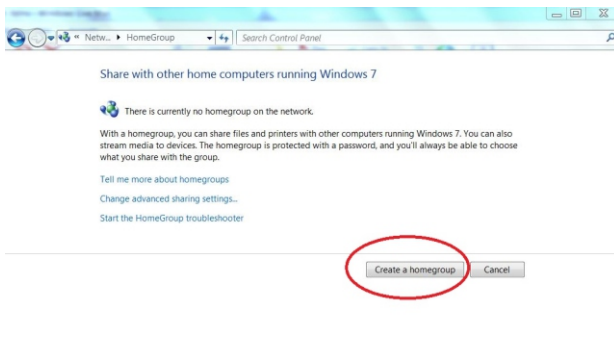 « Netw... ▸ HomeGroup Search Control Panel
Share with other home computers running Windows 7
There is currently no homegroup on the network.
With a homegroup, you can share files and printers with other computers running Windows 7. You can also
stream media to devices. The homegroup is protected with a password, and you'll always be able to choose
what you share with the group.
Tell me more about homegroups
Change advanced sharing settings...
Start the HomeGroup troubleshooter
Create a homegroup Cancel